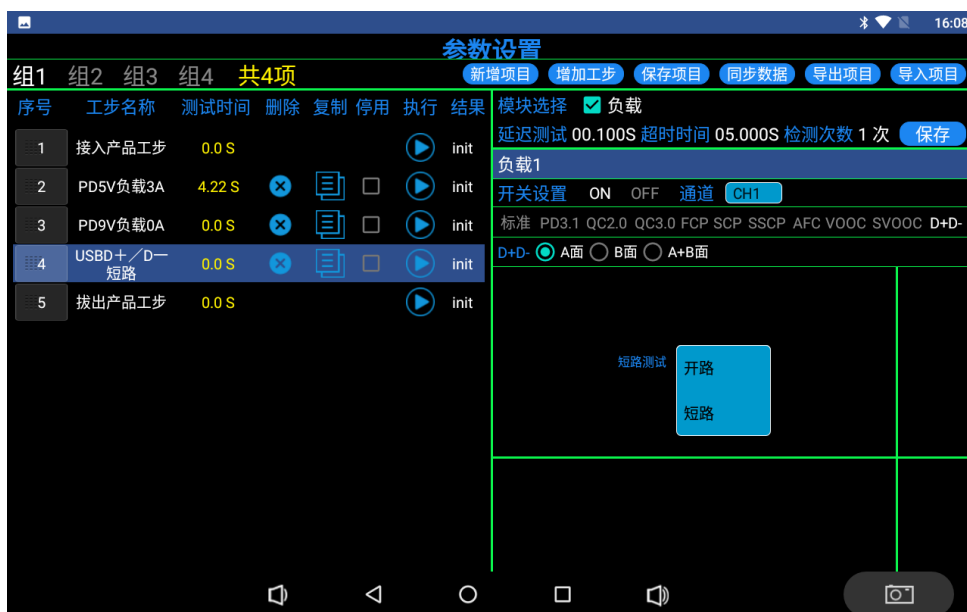 16:08
参数设置
组1 组2 组3 组4 共4项 新增项目 增加工步 保存项目 同步数据 导出项目 导入项目
序号 工步名称 测试时间 删除 复制 停用 执行 结果
1 接入产品工步 0.0 S init
2 PD5V负载3A 4.22 S init
3 PD9V负载0A 0.0 S init
4 USBD＋／D一短路 0.0 S init
5 拔出产品工步 0.0 S init
模块选择 负载
延迟测试 00.100S 超时时间 05.000S 检测次数 1 次 保存
负载1
开关设置 ON OFF 通道 CH1
标准 PD3.1 QC2.0 QC3.0 FCP SCP SSCP AFC VOOC SVOOC D+D-
D+D- A面 B面 A+B面
短路测试 开路
短路